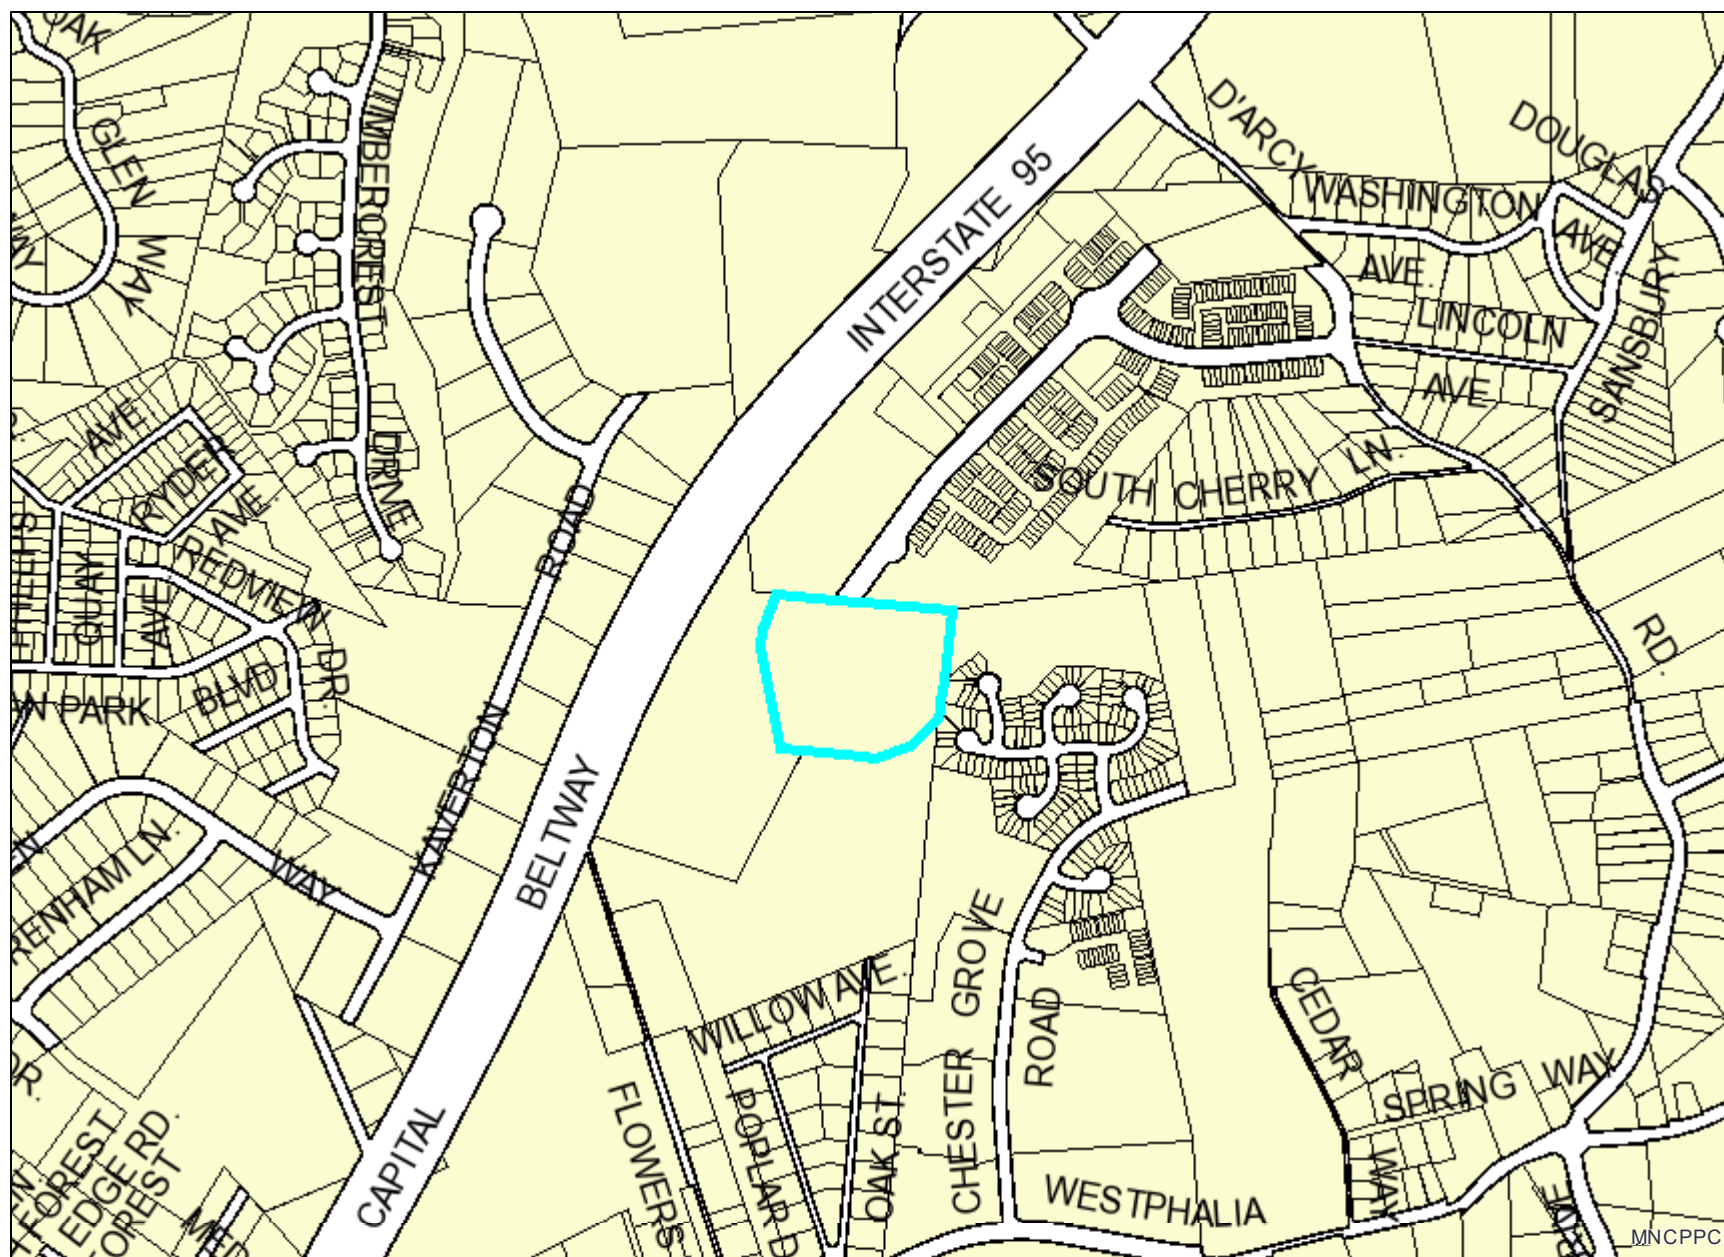 OAK
GLEN
WAY
TIMBERCREST
DRIVE
INTERSTATE 95
D'ARCY
RD.
DOUGLAS
AVE
WASHINGTON
AVE.
LINCOLN
AVE
SANSBURY
SOUTH CHERRY LN.
AVE.
RYDER
AVE.
REDVIEW
DR.
QUAY
AVE
BLVD
PARK
WAY
KAVERTON
ROAD
CAPITAL
BELTWAY
LN.
DR.
FOREST
EDGE RD.
FOREST
FLOWERS
WILLOW AVE.
POPLAR
OAK ST.
CHESTER GROVE
ROAD
CEDAR
WAY
SPRING WAY
WESTPHALIA
MNCPPC